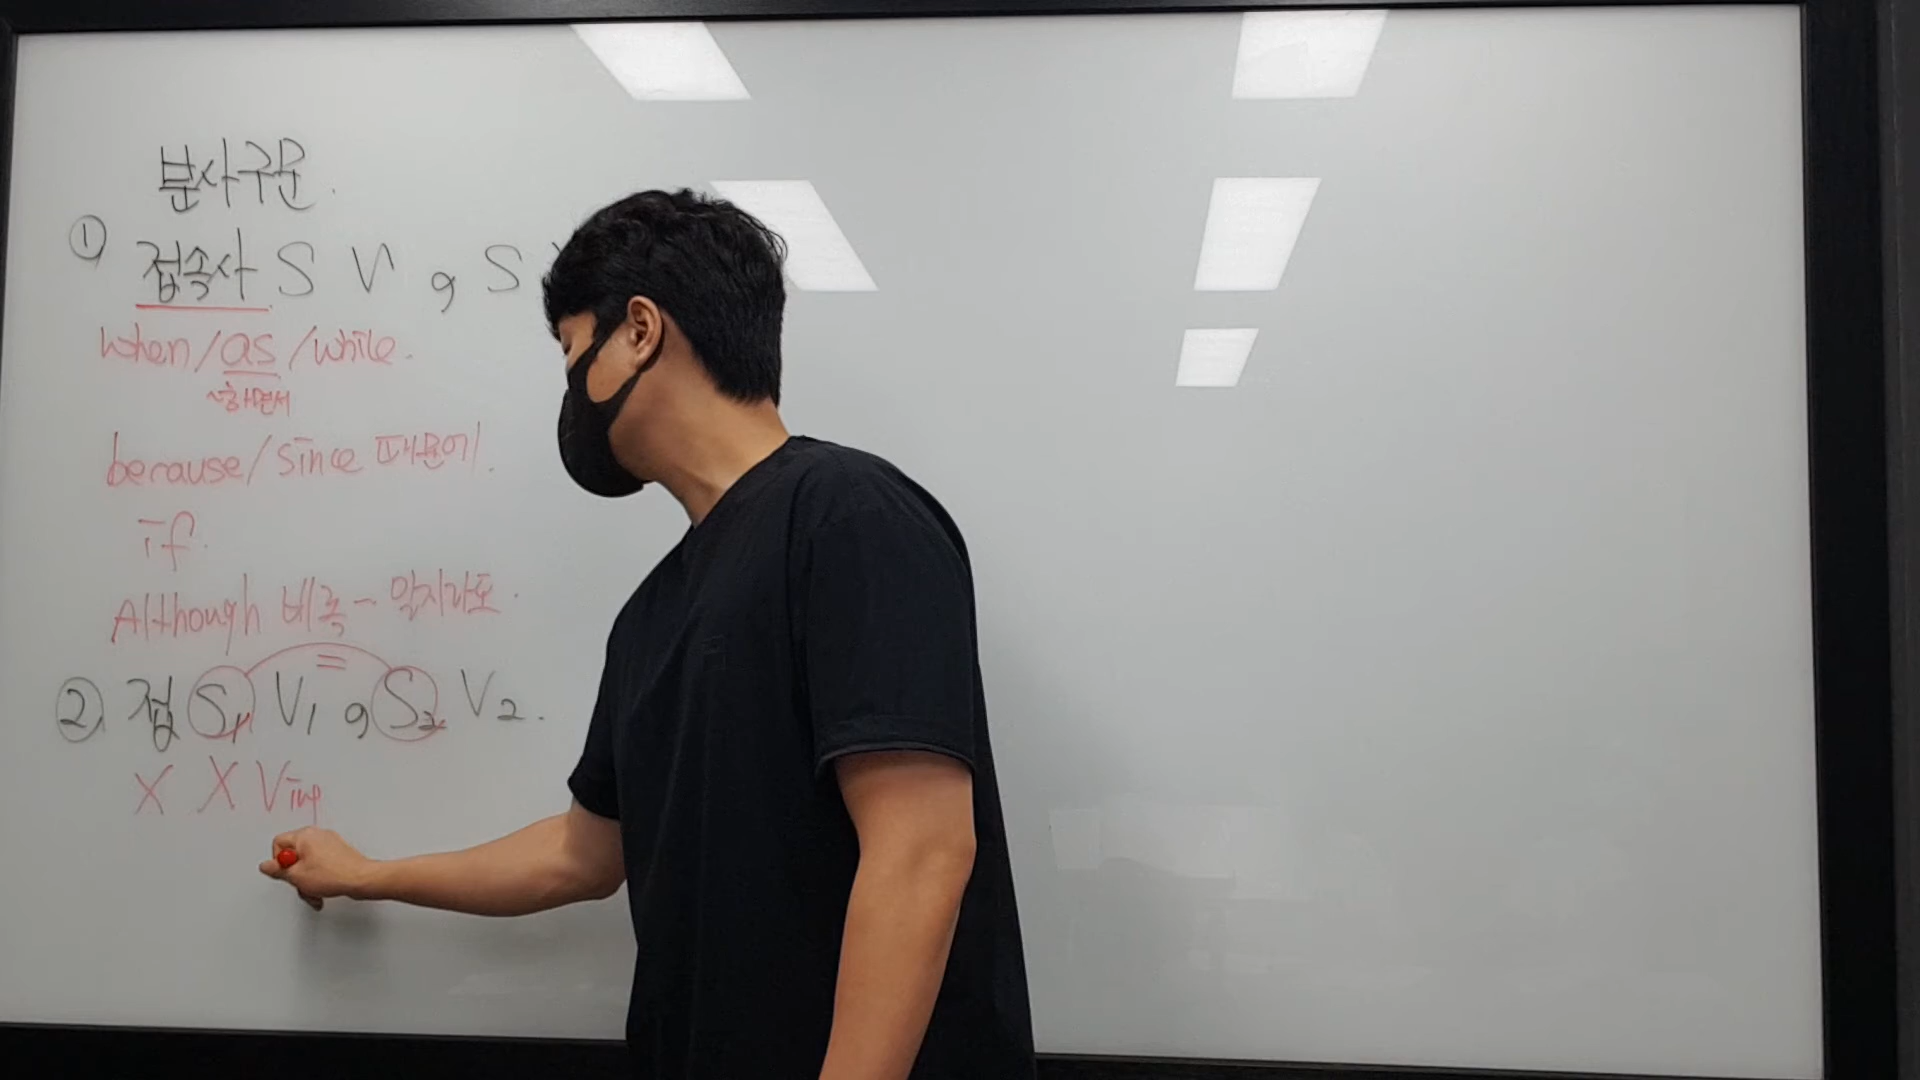 분사구문.
① 접속사 S V , S
when/as/while.
~하면서
because/since 때문에.
if.
Although 비록 ~ 일지라도.
=
② 접 S₁ V₁ , S₂ V₂.
X X Ving